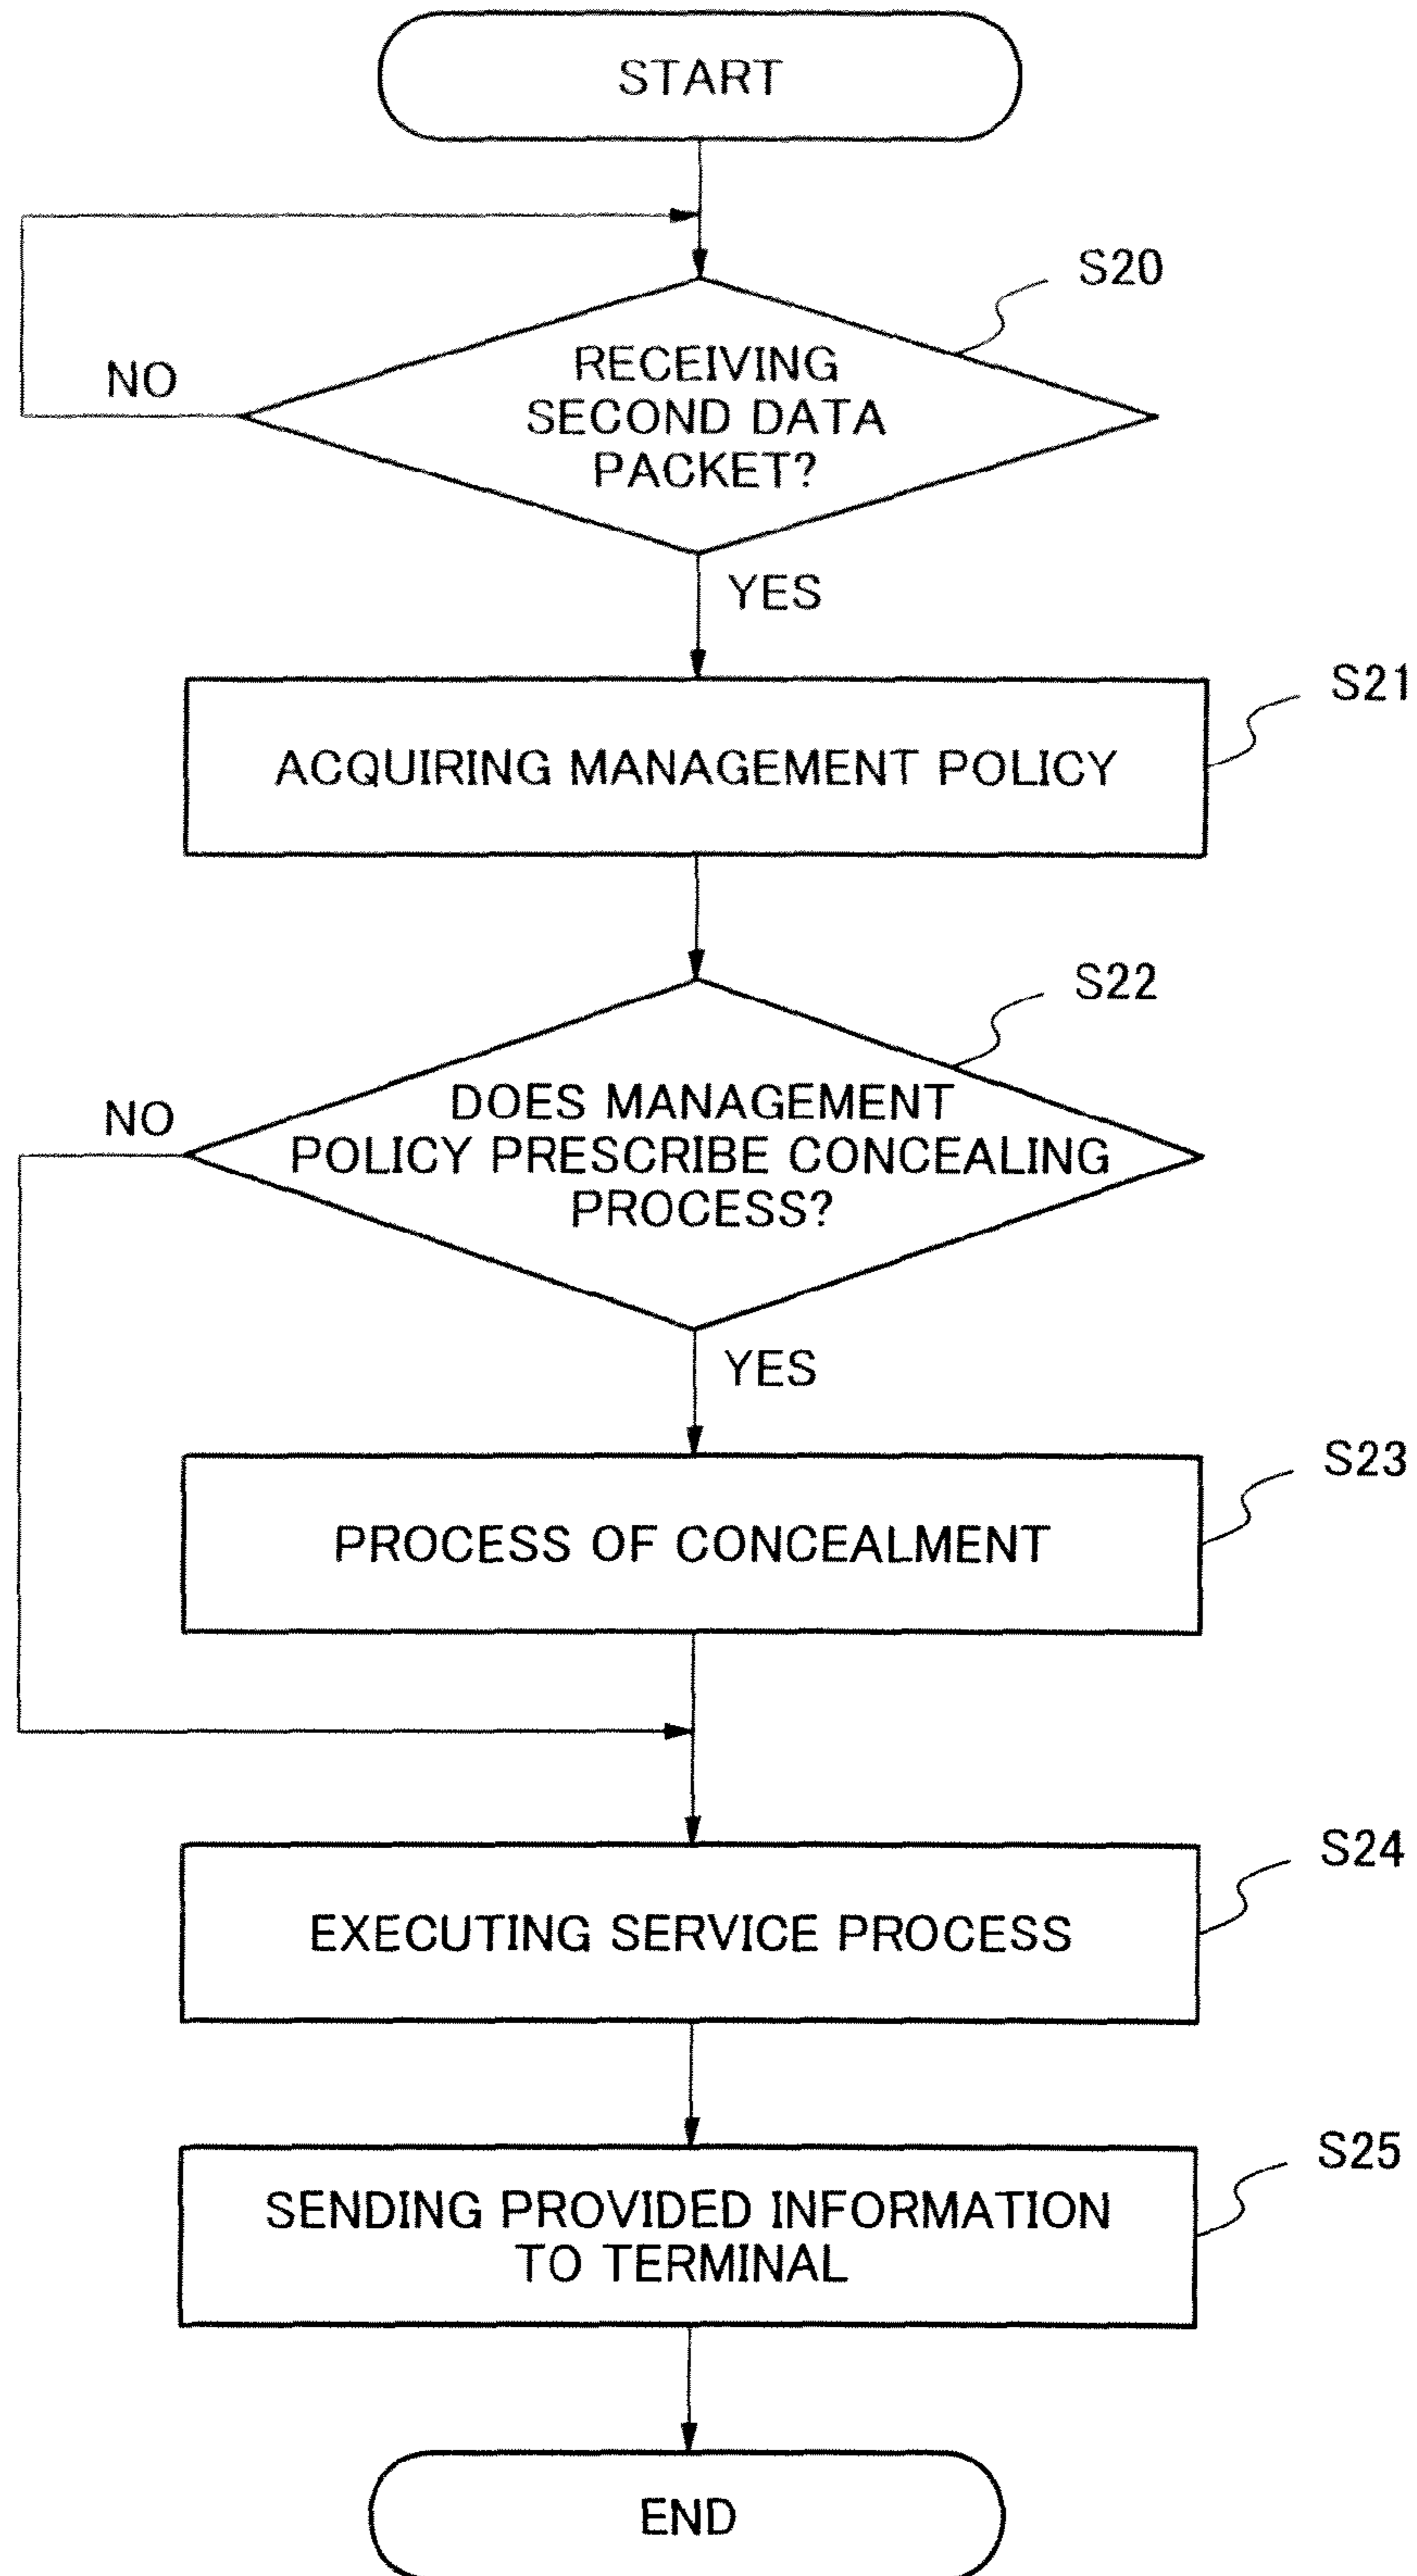 START
S20
RECEIVING
SECOND DATA
PACKET?
NO
YES
S21
ACQUIRING MANAGEMENT POLICY
S22
DOES MANAGEMENT
POLICY PRESCRIBE CONCEALING
PROCESS?
NO
YES
S23
PROCESS OF CONCEALMENT
S24
EXECUTING SERVICE PROCESS
S25
SENDING PROVIDED INFORMATION
TO TERMINAL
END